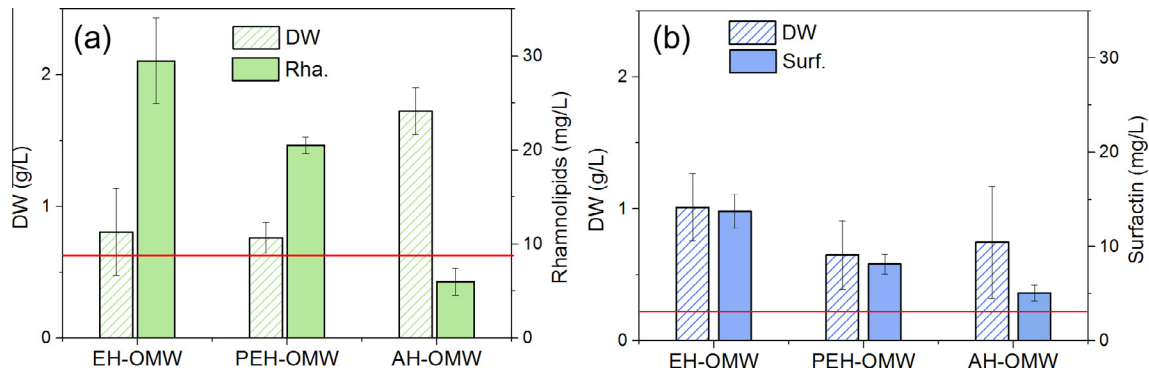 (a)
DW
Rha.
DW (g/L)
0
1
2
Rhamnolipids (mg/L)
0
10
20
30
EH-OMW PEH-OMW AH-OMW
(b)
DW
Surf.
DW (g/L)
0
1
2
Surfactin (mg/L)
0
10
20
30
EH-OMW PEH-OMW AH-OMW